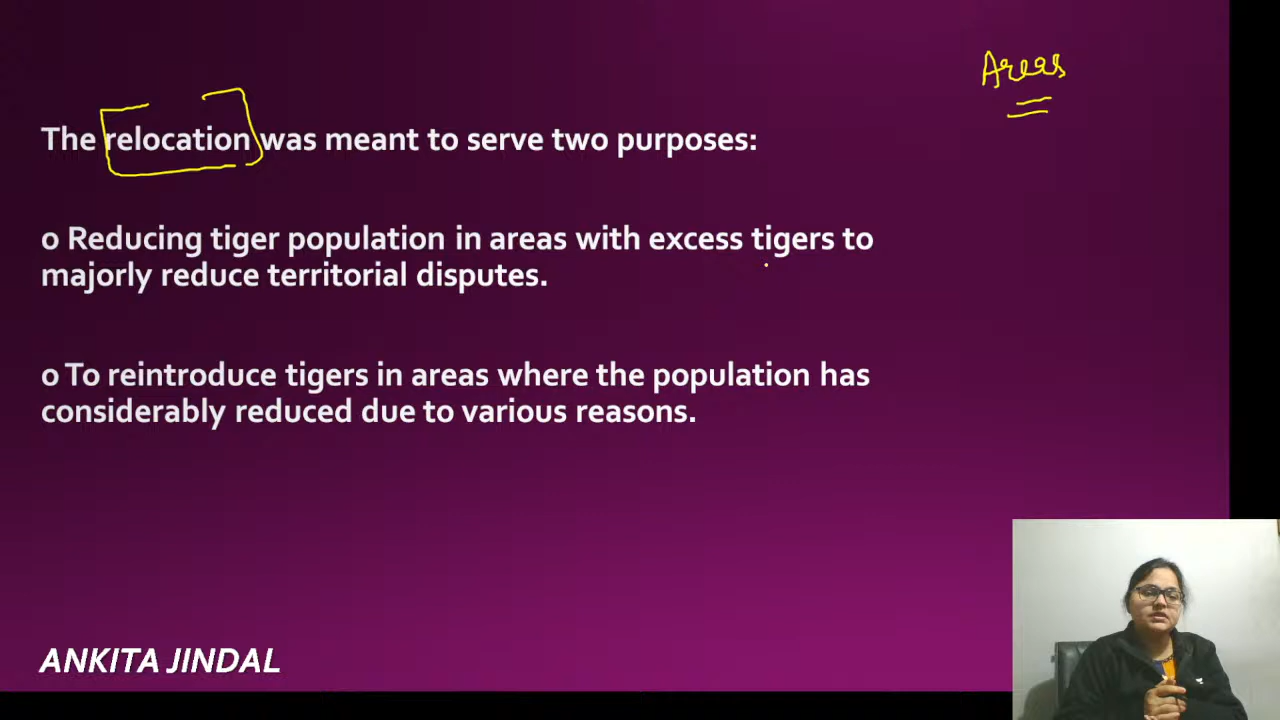 Areas
The relocation was meant to serve two purposes:
o Reducing tiger population in areas with excess tigers to
majorly reduce territorial disputes.
o To reintroduce tigers in areas where the population has
considerably reduced due to various reasons.
ANKITA JINDAL